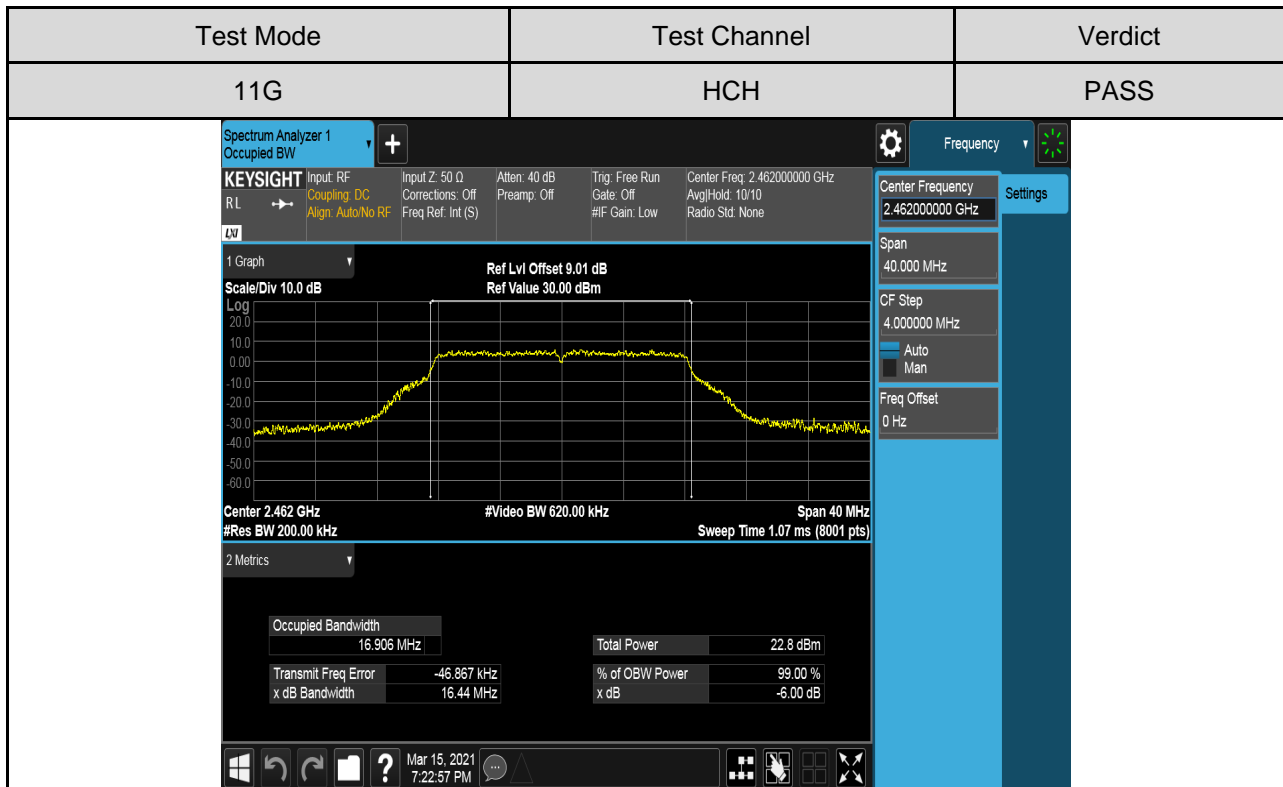 Test Mode Test Channel Verdict
11G HCH PASS
Spectrum Analyzer 1
Occupied BW
+
Frequency
KEYSIGHT
R L
LXI
Input: RF
Coupling: DC
Align: Auto/No RF
Input Z: 50 Ω
Corrections: Off
Freq Ref: Int (S)
Atten: 40 dB
Preamp: Off
Trig: Free Run
Gate: Off
#IF Gain: Low
Center Freq: 2.462000000 GHz
Avg|Hold: 10/10
Radio Std: None
Center Frequency
2.462000000 GHz
Settings
Span
40.000 MHz
CF Step
4.000000 MHz
Auto
Man
Freq Offset
0 Hz
1 Graph
Scale/Div 10.0 dB
Ref Lvl Offset 9.01 dB
Ref Value 30.00 dBm
Log
20.0
10.0
0.00
-10.0
-20.0
-30.0
-40.0
-50.0
-60.0
Center 2.462 GHz #Video BW 620.00 kHz Span 40 MHz
#Res BW 200.00 kHz Sweep Time 1.07 ms (8001 pts)
2 Metrics
Occupied Bandwidth
16.906 MHz
Total Power 22.8 dBm
Transmit Freq Error -46.867 kHz
% of OBW Power 99.00 %
x dB Bandwidth 16.44 MHz
x dB -6.00 dB
?
Mar 15, 2021
7:22:57 PM